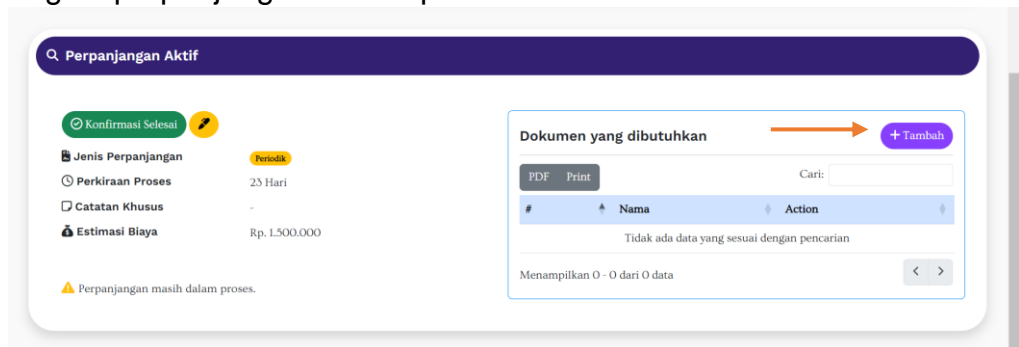 Perpanjangan Aktif
Konfirmasi Selesai
Jenis Perpanjangan Periodik
Perkiraan Proses 23 Hari
Catatan Khusus -
Estimasi Biaya Rp. 1.500.000
Perpanjangan masih dalam proses.
Dokumen yang dibutuhkan
+ Tambah
PDF Print
Cari:
# Nama Action
Tidak ada data yang sesuai dengan pencarian
Menampilkan 0 - 0 dari 0 data
< >